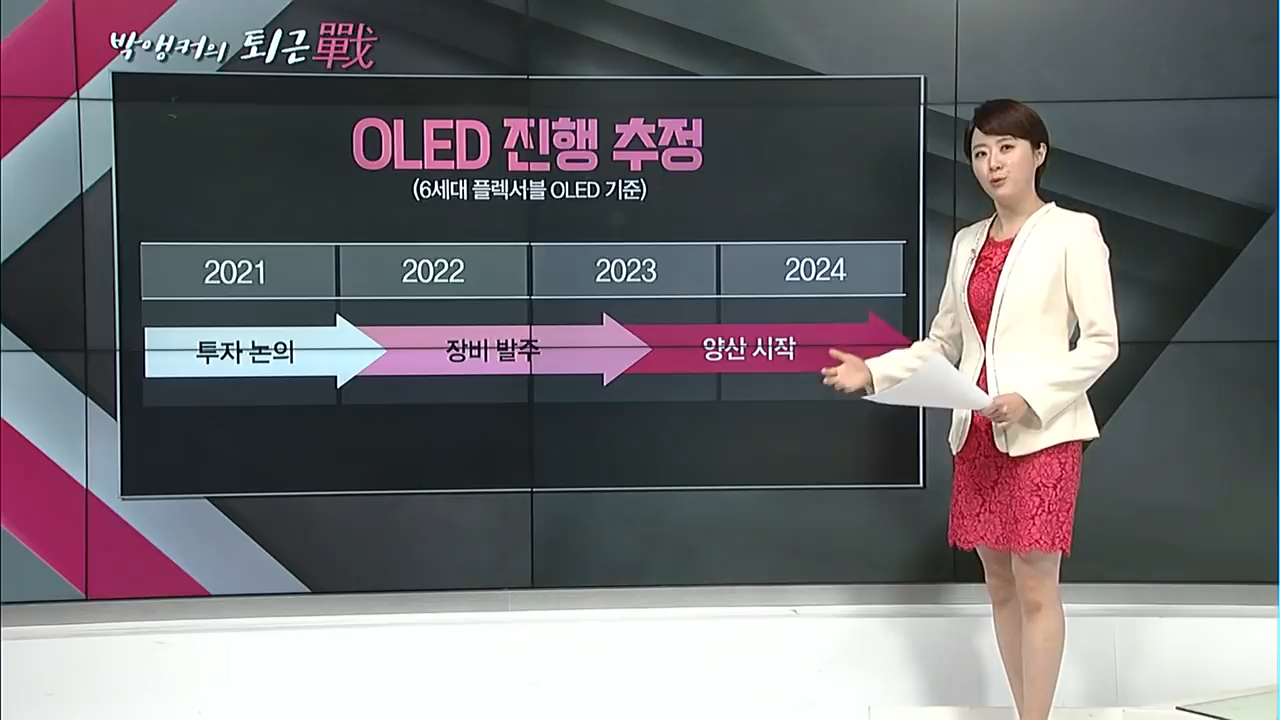 박앵커의 퇴근戰
OLED 진행 추정
(6세대 플렉서블 OLED 기준)
2021 2022 2023 2024
투자 논의 장비 발주 양산 시작